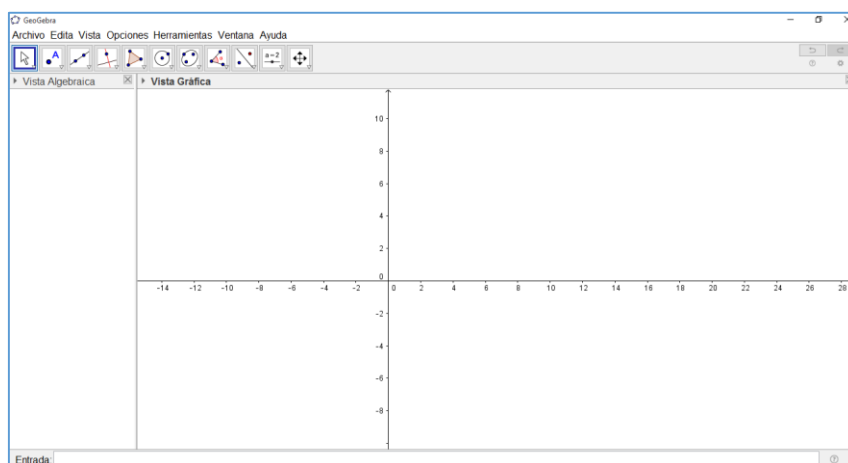 GeoGebra
Archivo Edita Vista Opciones Herramientas Ventana Ayuda
A
a=2
Vista Algebraica
Vista Gráfica
10
8
6
4
2
0
-14 -12 -10 -8 -6 -4 -2 0 2 4 6 8 10 12 14 16 18 20 22 24 26 28
-2
-4
-6
-8
Entrada: